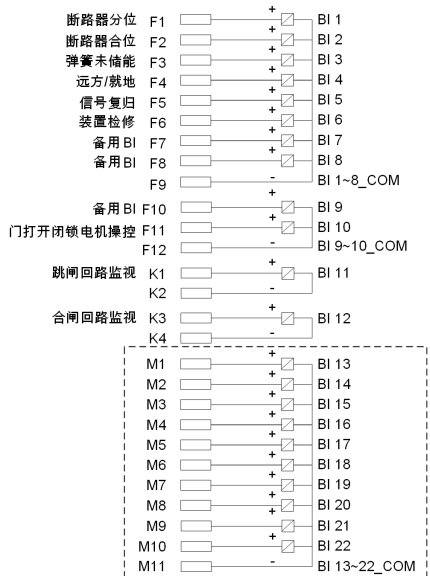 断路器分位 F1 + BI 1
断路器合位 F2 + BI 2
弹簧未储能 F3 + BI 3
远方/就地 F4 + BI 4
信号复归 F5 + BI 5
装置检修 F6 + BI 6
备用BI F7 + BI 7
备用BI F8 + BI 8
F9 - BI 1~8_COM
备用BI F10 + BI 9
门打开闭锁电机操控 F11 + BI 10
F12 - BI 9~10_COM
跳闸回路监视 K1 + BI 11
K2 -
合闸回路监视 K3 + BI 12
K4 -
M1 + BI 13
M2 + BI 14
M3 + BI 15
M4 + BI 16
M5 + BI 17
M6 + BI 18
M7 + BI 19
M8 + BI 20
M9 + BI 21
M10 + BI 22
M11 - BI 13~22_COM